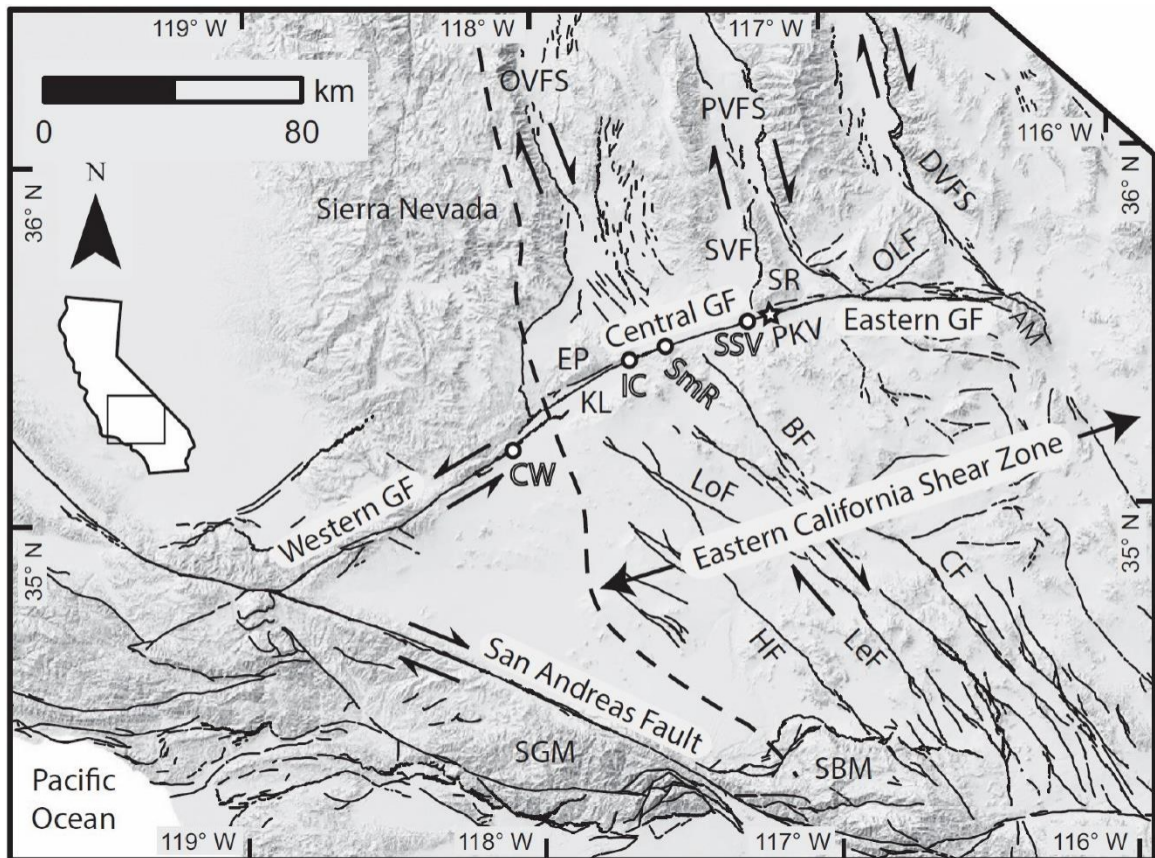 119° W
118° W
117° W
km
0
80
OVFS
PVFS
116° W
N
36° N
36° N
Sierra Nevada
DVFS
SVF
OLF
SR
Central GF
Eastern GF
AM
SSV
PKV
EP
IC
SmR
KL
BF
CW
LoF
Western GF
Eastern California Shear Zone
35° N
35° N
CF
HF
LeF
San Andreas Fault
SGM
SBM
Pacific
Ocean
119° W
118° W
117° W
116° W